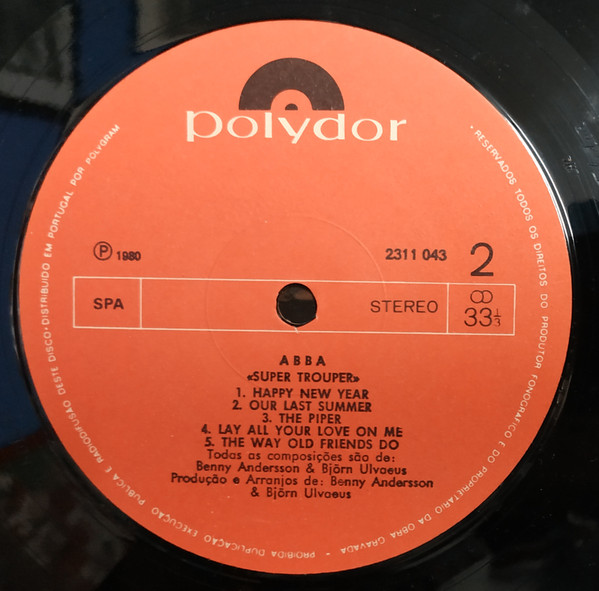 polydor
Ⓟ 1980
2311 043
2
SPA
STEREO
33⅓
ABBA
«SUPER TROUPER»
1. HAPPY NEW YEAR
2. OUR LAST SUMMER
3. THE PIPER
4. LAY ALL YOUR LOVE ON ME
5. THE WAY OLD FRIENDS DO
Todas as composições são de:
Benny Andersson & Björn Ulvaeus
Produção e Arranjos de: Benny Andersson
& Björn Ulvaeus
· RESERVADOS TODOS OS DIREITOS DO PRODUTOR FONOGRÁFICO E DO PROPRIETÁRIO DA OBRA GRAVADA · PROIBIDA DUPLICAÇÃO EXECUÇÃO PÚBLICA E RADIODIFUSÃO DESTE DISCO · DISTRIBUIDO EM PORTUGAL POR POLYGRAM